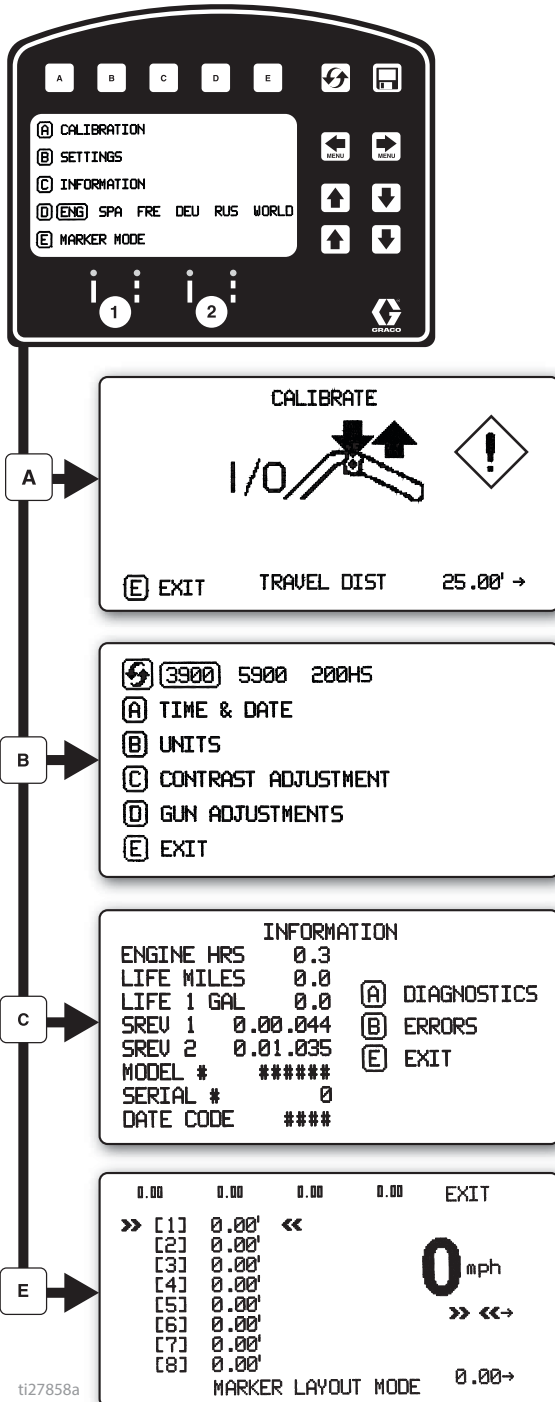 A B C D E
A CALIBRATION
MENU MENU
B SETTINGS
C INFORMATION
D ENG SPA FRE DEU RUS WORLD
E MARKER MODE
1 2
GRACO
A
CALIBRATE
I/O !
E EXIT TRAVEL DIST 25.00' →
B
3900 5900 200HS
A TIME & DATE
B UNITS
C CONTRAST ADJUSTMENT
D GUN ADJUSTMENTS
E EXIT
C
INFORMATION
ENGINE HRS 0.3
LIFE MILES 0.0
LIFE 1 GAL 0.0
SREV 1 0.00.044
SREV 2 0.01.035
MODEL # ######
SERIAL # 0
DATE CODE ####
A DIAGNOSTICS
B ERRORS
E EXIT
E
0.00 0.00 0.00 0.00 EXIT
» [1] 0.00' «
[2] 0.00'
[3] 0.00'
[4] 0.00'
[5] 0.00'
[6] 0.00'
[7] 0.00'
[8] 0.00'
0 mph
» «→
MARKER LAYOUT MODE 0.00→
ti27858a